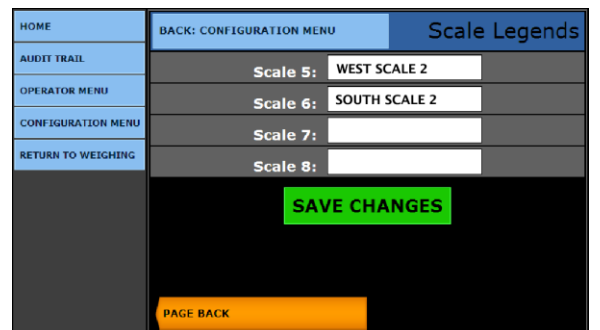 HOME
AUDIT TRAIL
OPERATOR MENU
CONFIGURATION MENU
RETURN TO WEIGHING
BACK: CONFIGURATION MENU
Scale Legends
Scale 5: WEST SCALE 2
Scale 6: SOUTH SCALE 2
Scale 7:
Scale 8:
SAVE CHANGES
PAGE BACK